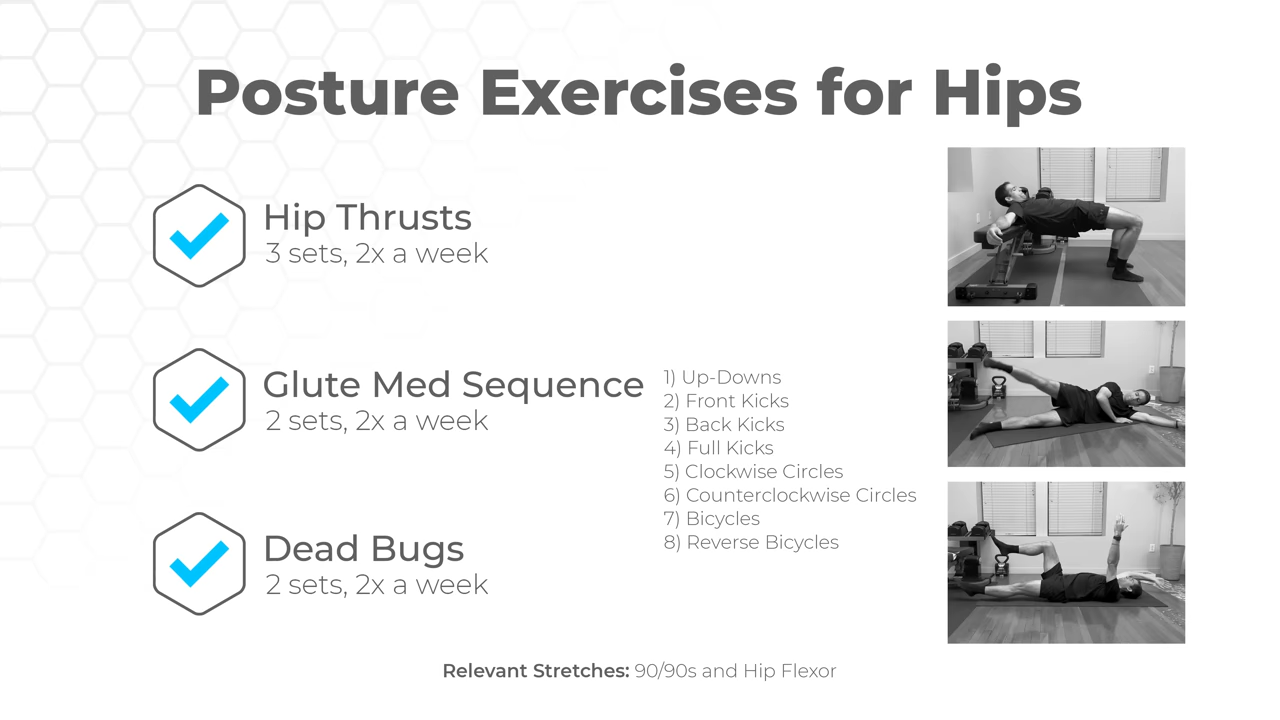 Posture Exercises for Hips
Hip Thrusts
3 sets, 2x a week
Glute Med Sequence
2 sets, 2x a week
1) Up-Downs
2) Front Kicks
3) Back Kicks
4) Full Kicks
5) Clockwise Circles
6) Counterclockwise Circles
7) Bicycles
8) Reverse Bicycles
Dead Bugs
2 sets, 2x a week
Relevant Stretches: 90/90s and Hip Flexor